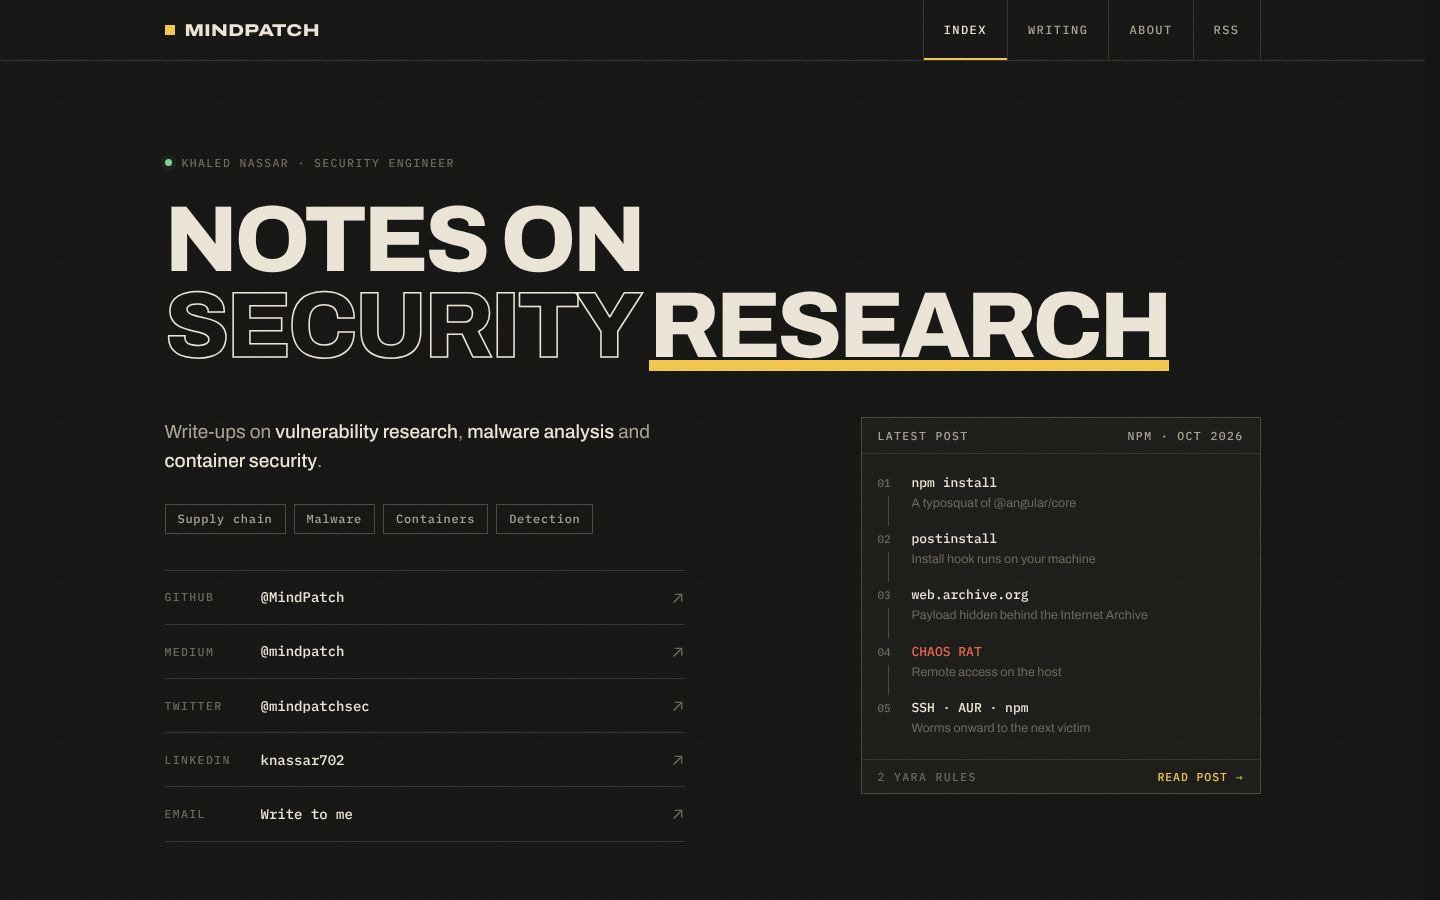 MINDPATCH
INDEX
WRITING
ABOUT
RSS
KHALED NASSAR · SECURITY ENGINEER
NOTES ON
SECURITY RESEARCH
Write-ups on vulnerability research, malware analysis and
container security.
Supply chain
Malware
Containers
Detection
GITHUB @MindPatch ↗
MEDIUM @mindpatch ↗
TWITTER @mindpatchsec ↗
LINKEDIN knassar702 ↗
EMAIL Write to me ↗
LATEST POST NPM · OCT 2026
01 npm install
A typosquat of @angular/core
02 postinstall
Install hook runs on your machine
03 web.archive.org
Payload hidden behind the Internet Archive
04 CHAOS RAT
Remote access on the host
05 SSH · AUR · npm
Worms onward to the next victim
2 YARA RULES READ POST →